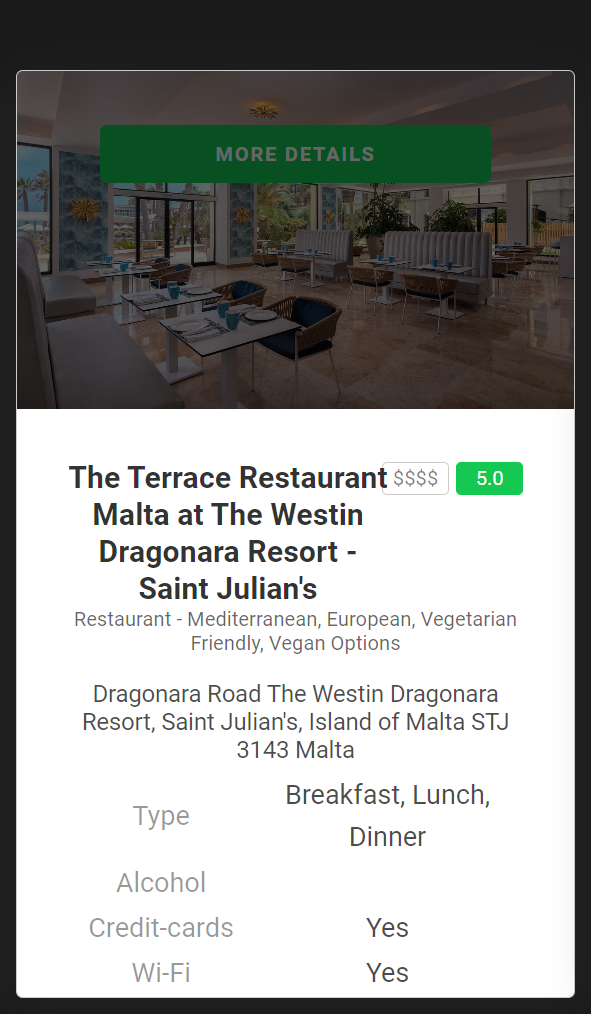 MORE DETAILS
The Terrace Restaurant
Malta at The Westin
Dragonara Resort -
Saint Julian's
$$$$
5.0
Restaurant - Mediterranean, European, Vegetarian
Friendly, Vegan Options
Dragonara Road The Westin Dragonara
Resort, Saint Julian's, Island of Malta STJ
3143 Malta
Type Breakfast, Lunch,
Dinner
Alcohol
Credit-cards Yes
Wi-Fi Yes